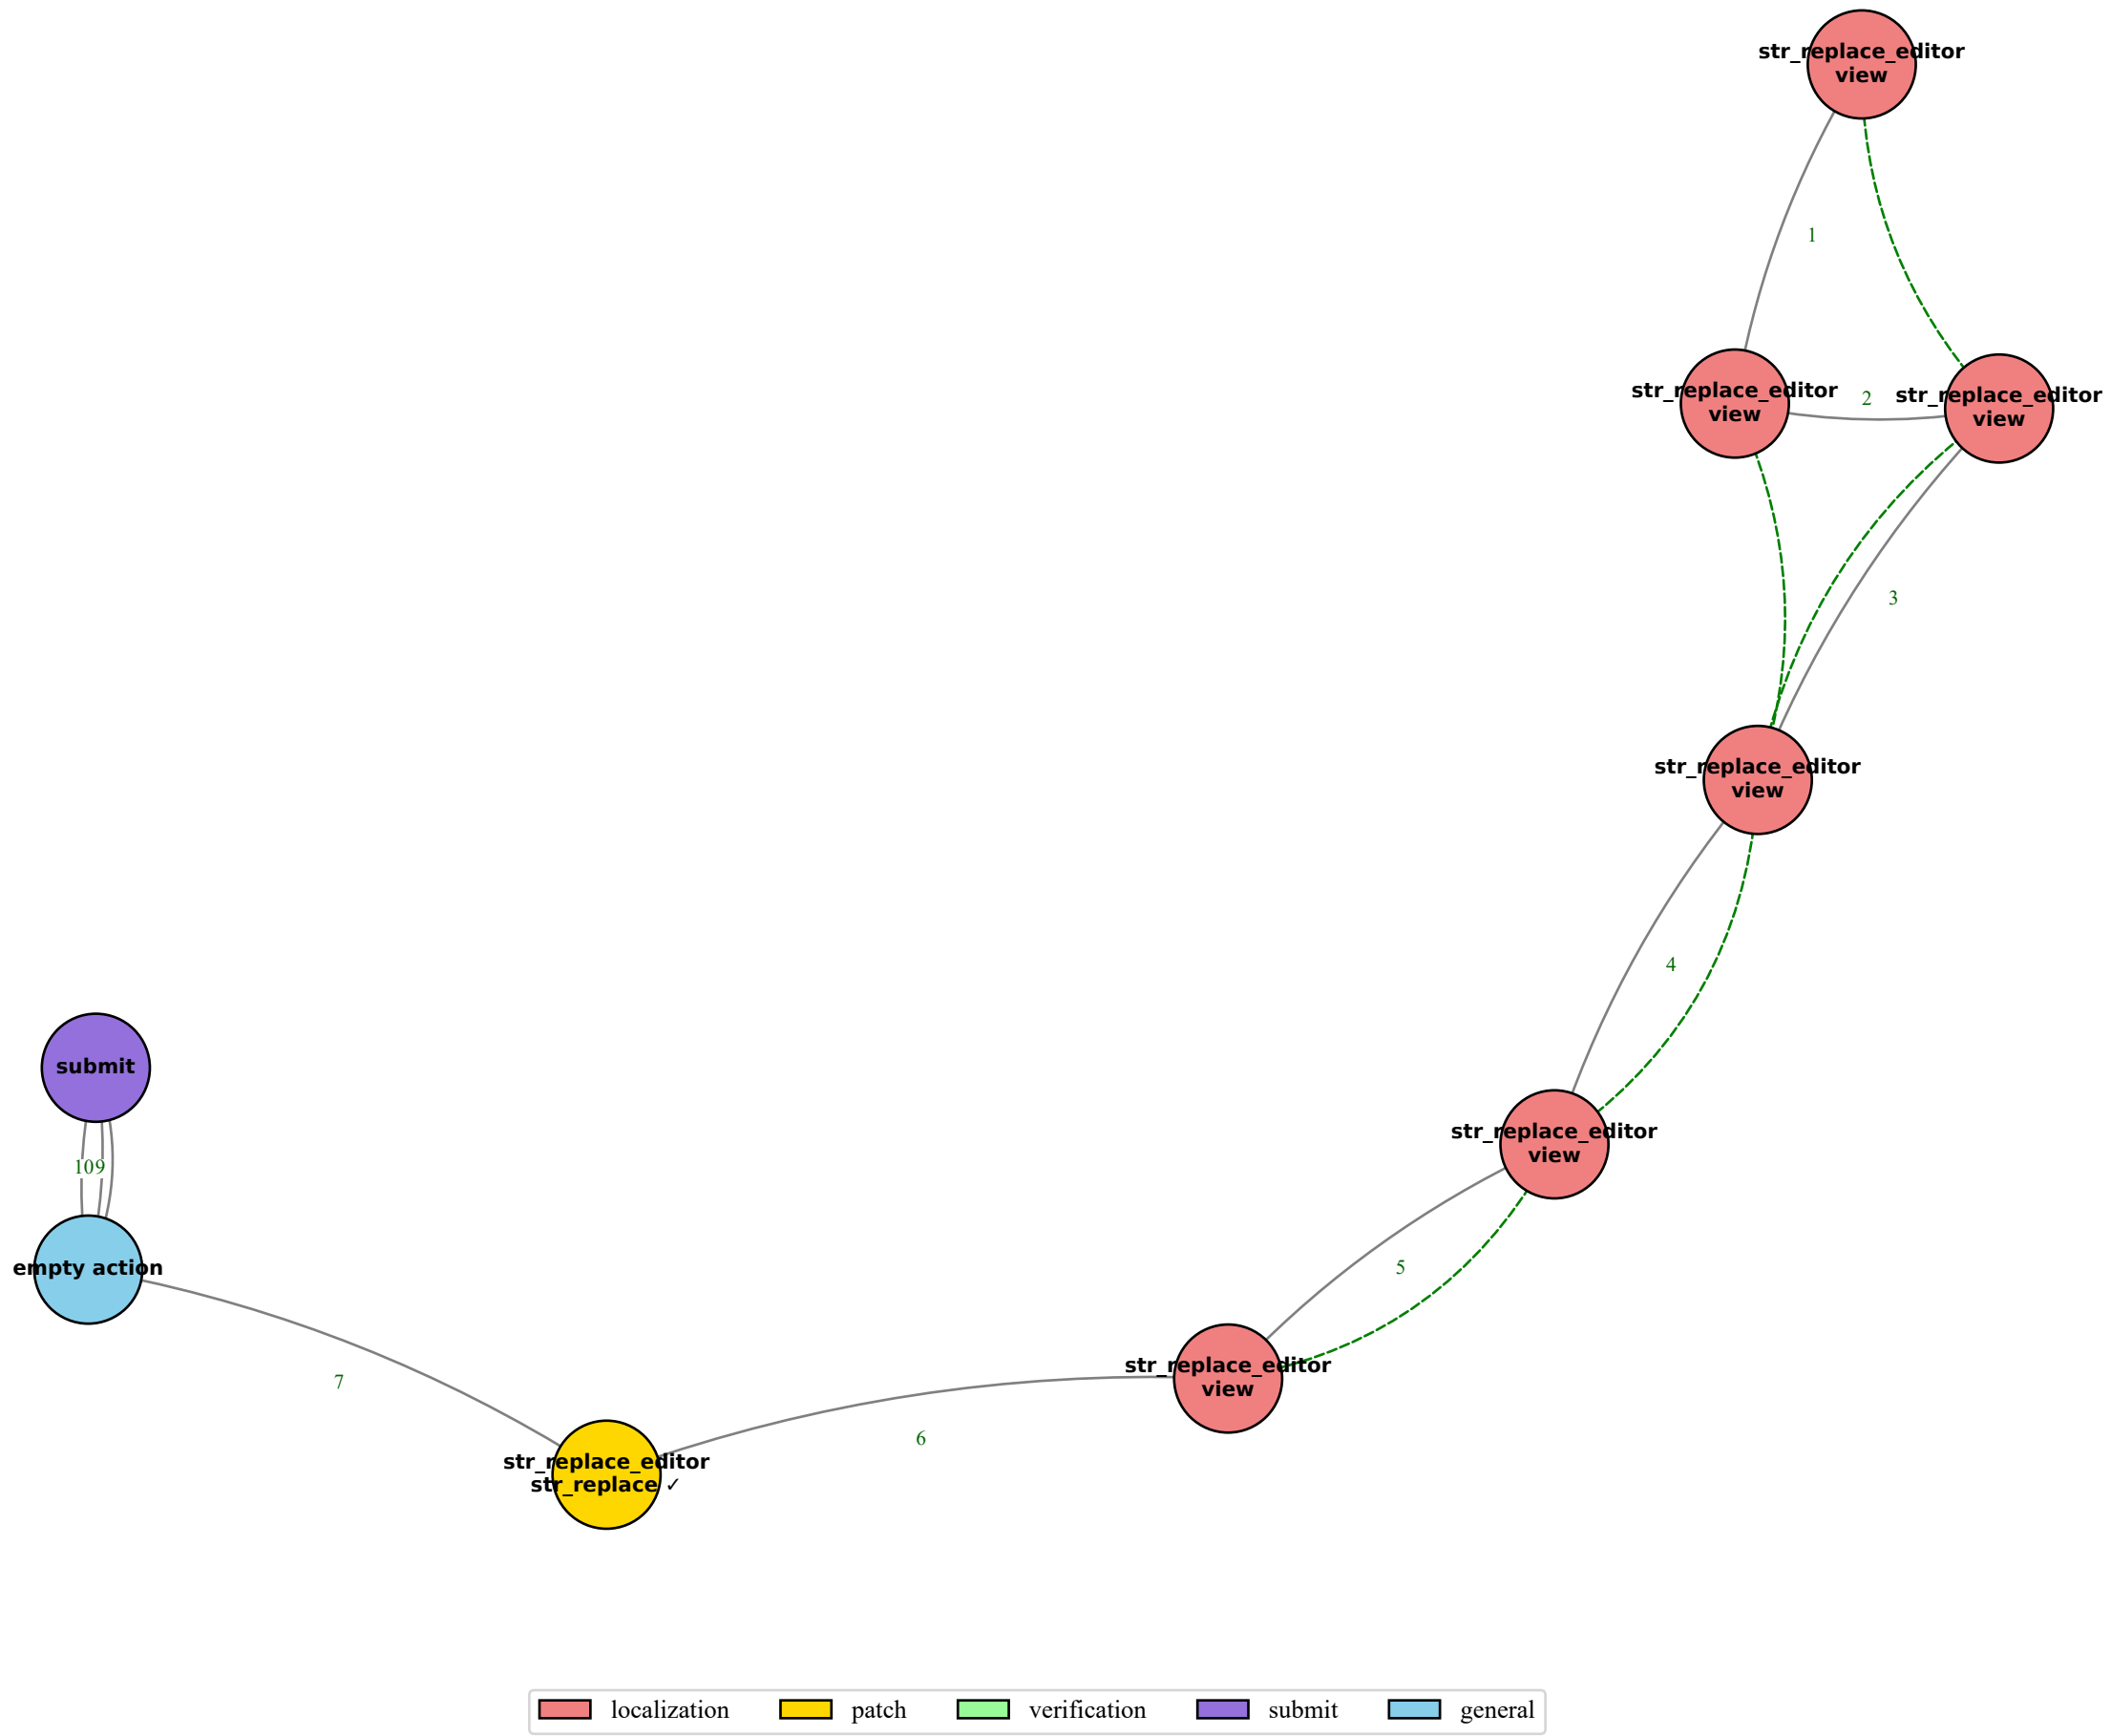 str_replace_editor
view
1
str_replace_editor
view
2
str_replace_editor
view
3
str_replace_editor
view
4
submit
str_replace_editor
view
109
empty action
5
str_replace_editor
view
7
6
str_replace_editor
str_replace ✓
localization
patch
verification
submit
general